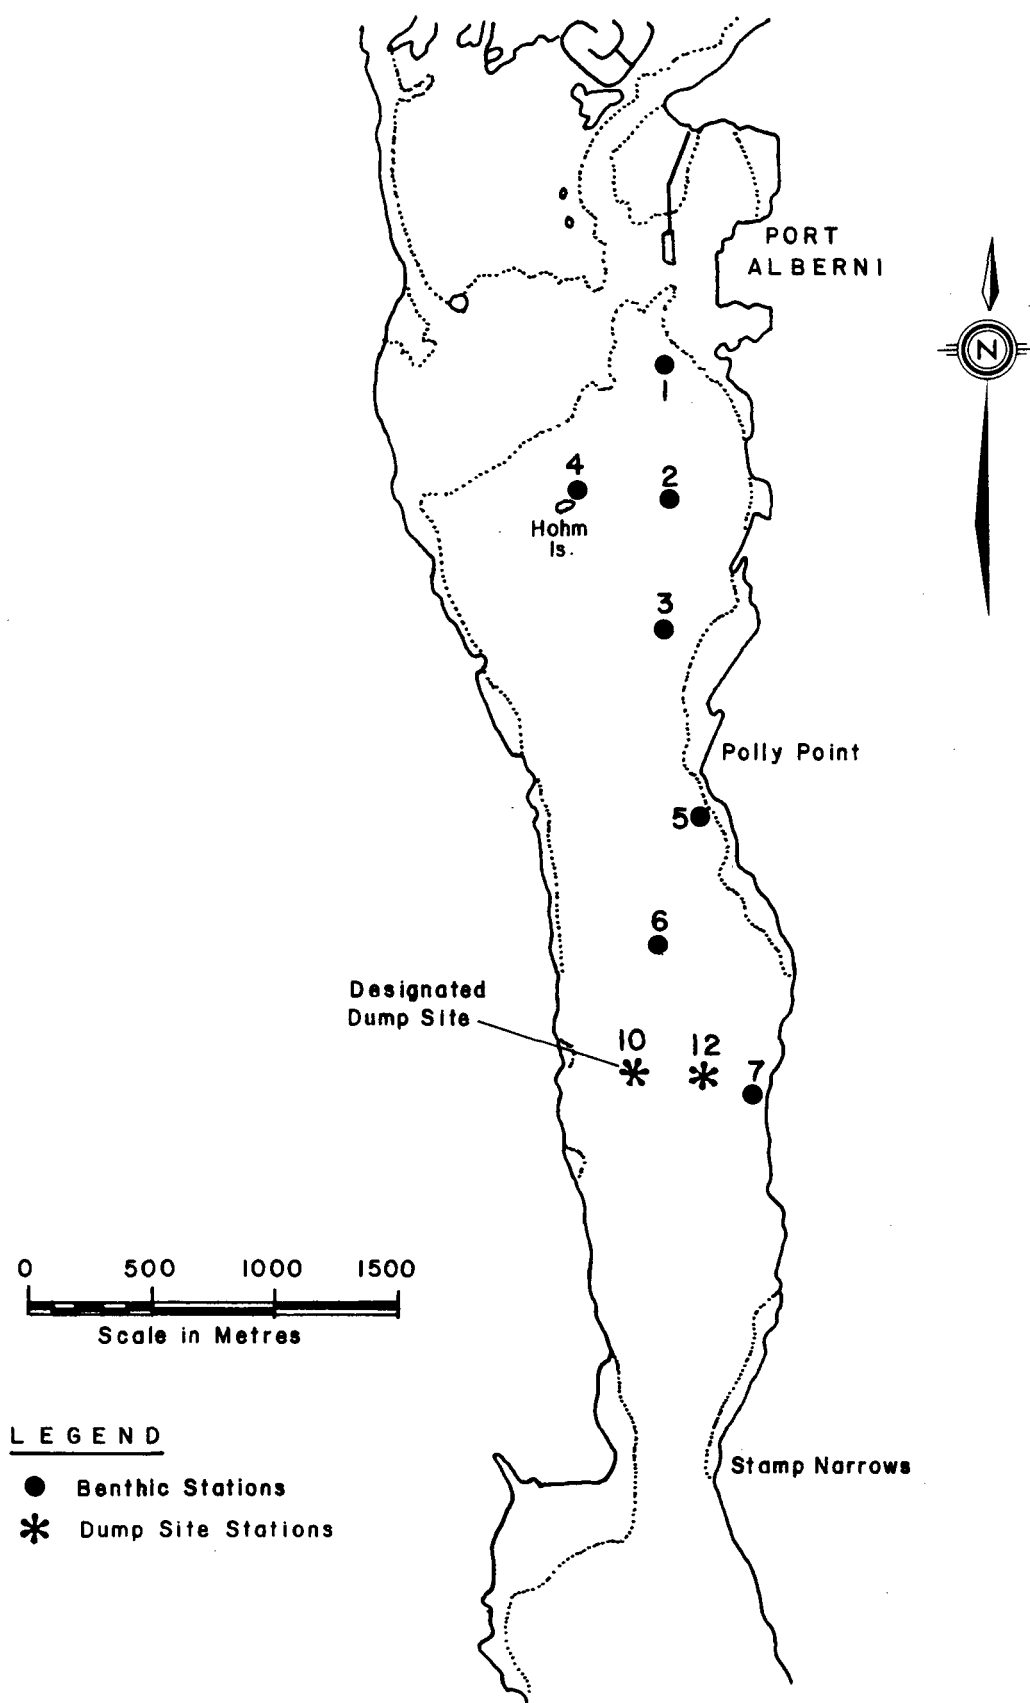 PORT
ALBERNI
N
1
4
2
Hohm
Is.
3
Polly Point
5
6
Designated
Dump Site
10
12
7
0 500 1000 1500
Scale in Metres
LEGEND
Stamp Narrows
Benthic Stations
Dump Site Stations